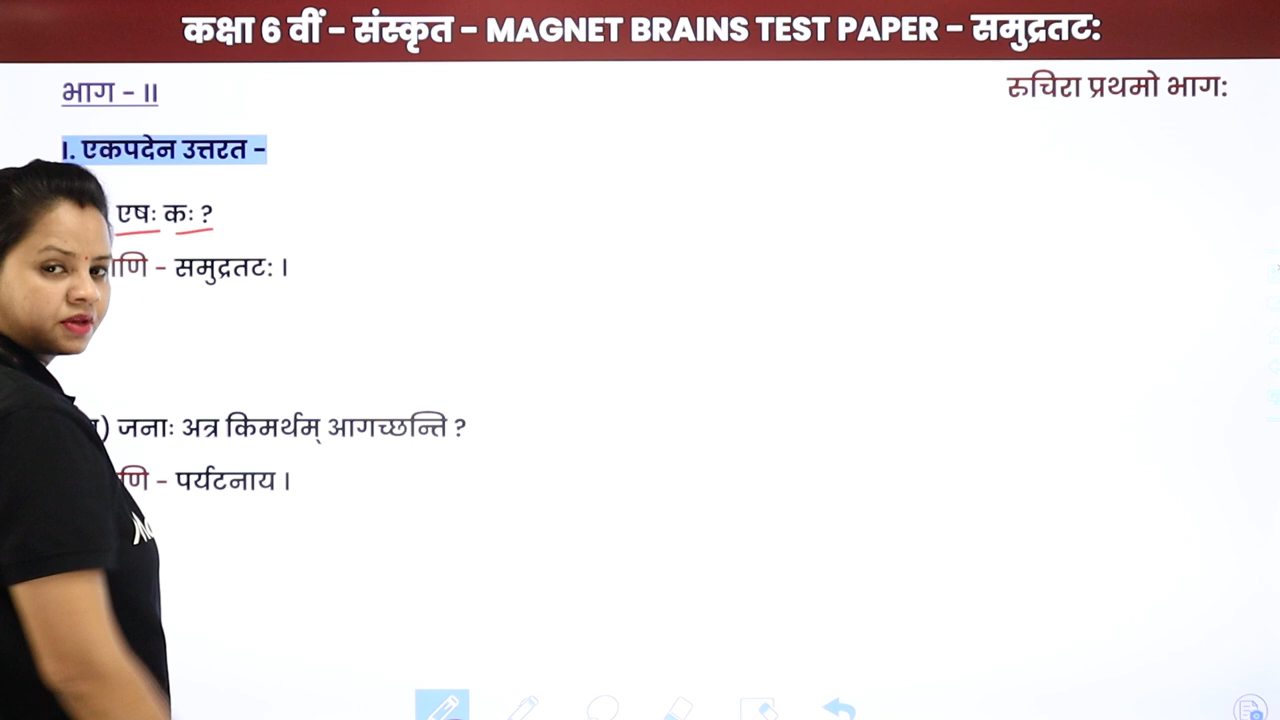 कक्षा 6 वीं - संस्कृत - MAGNET BRAINS TEST PAPER - समुद्रतट:
भाग - II
रुचिरा प्रथमो भाग:
I. एकपदेन उत्तरत -
एषः कः ?
- समुद्रतट: ।
जनाः अत्र किमर्थम् आगच्छन्ति ?
- पर्यटनाय ।